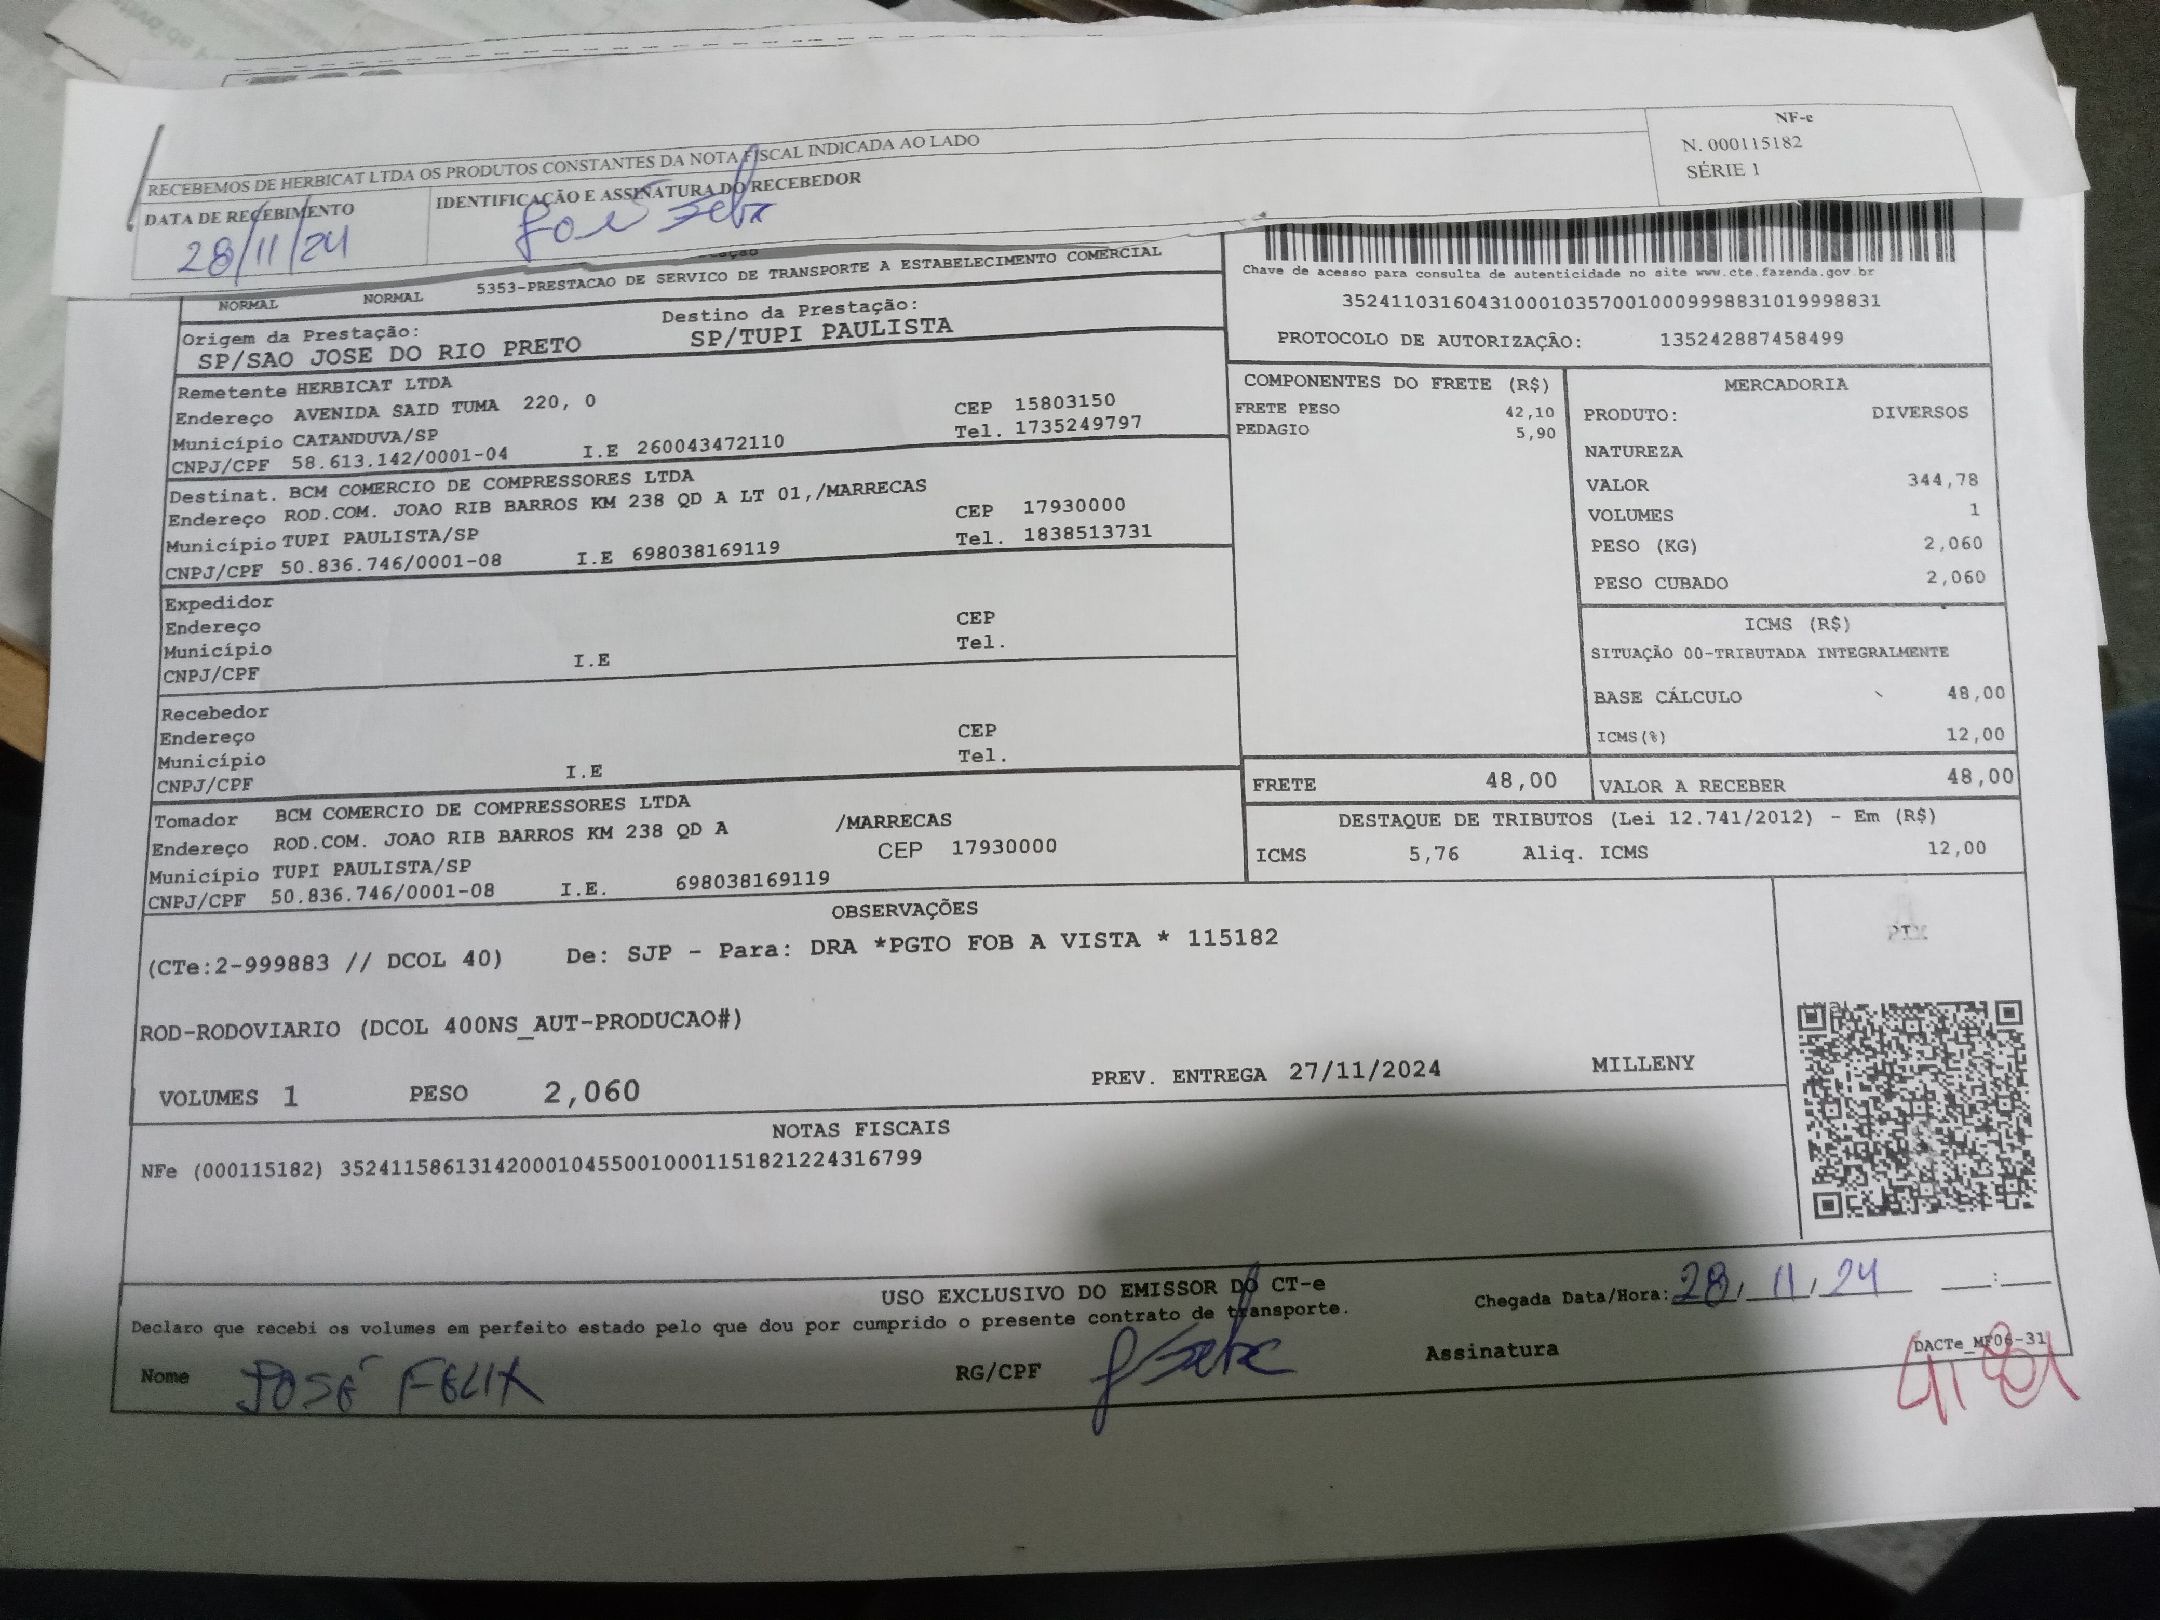 RECEBEMOS DE HERBICAT LTDA OS PRODUTOS CONSTANTES DA NOTA FISCAL INDICADA AO LADO
DATA DE RECEBIMENTO
28/11/24
IDENTIFICAÇÃO E ASSINATURA DO RECEBEDOR
NF-e
N. 000115182
SÉRIE 1
NORMAL NORMAL 5353-PRESTACAO DE SERVICO DE TRANSPORTE A ESTABELECIMENTO COMERCIAL
Origem da Prestação:
SP/SAO JOSE DO RIO PRETO
Destino da Prestação:
SP/TUPI PAULISTA
Chave de acesso para consulta de autenticidade no site www.cte.fazenda.gov.br
35241103160431000103570010009998831019998831
PROTOCOLO DE AUTORIZAÇÃO: 135242887458499
Remetente HERBICAT LTDA
Endereço AVENIDA SAID TUMA 220, 0 CEP 15803150
Município CATANDUVA/SP Tel. 1735249797
CNPJ/CPF 58.613.142/0001-04 I.E 260043472110
Destinat. BCM COMERCIO DE COMPRESSORES LTDA
Endereço ROD.COM. JOAO RIB BARROS KM 238 QD A LT 01,/MARRECAS CEP 17930000
Município TUPI PAULISTA/SP Tel. 1838513731
CNPJ/CPF 50.836.746/0001-08 I.E 698038169119
Expedidor
Endereço CEP
Município Tel.
CNPJ/CPF I.E
Recebedor
Endereço CEP
Município Tel.
CNPJ/CPF I.E
Tomador BCM COMERCIO DE COMPRESSORES LTDA
Endereço ROD.COM. JOAO RIB BARROS KM 238 QD A /MARRECAS
Município TUPI PAULISTA/SP CEP 17930000
CNPJ/CPF 50.836.746/0001-08 I.E. 698038169119
COMPONENTES DO FRETE (R$)
FRETE PESO 42,10
PEDAGIO 5,90
MERCADORIA
PRODUTO: DIVERSOS
NATUREZA
VALOR 344,78
VOLUMES 1
PESO (KG) 2,060
PESO CUBADO 2,060
ICMS (R$)
SITUAÇÃO 00-TRIBUTADA INTEGRALMENTE
BASE CÁLCULO 48,00
ICMS(%) 12,00
FRETE 48,00 VALOR A RECEBER 48,00
DESTAQUE DE TRIBUTOS (Lei 12.741/2012) - Em (R$)
ICMS 5,76 Aliq. ICMS 12,00
OBSERVAÇÕES
(CTe:2-999883 // DCOL 40) De: SJP - Para: DRA *PGTO FOB A VISTA * 115182
ROD-RODOVIARIO (DCOL 400NS_AUT-PRODUCAO#)
VOLUMES 1 PESO 2,060 PREV. ENTREGA 27/11/2024 MILLENY
NOTAS FISCAIS
NFe (000115182) 35241158613142000104550010001151821224316799
USO EXCLUSIVO DO EMISSOR DO CT-e
Declaro que recebi os volumes em perfeito estado pelo que dou por cumprido o presente contrato de transporte.
Chegada Data/Hora: 28/11/24 __:__
Nome JOSÉ FELIX RG/CPF Assinatura
DACTe_MF06-31